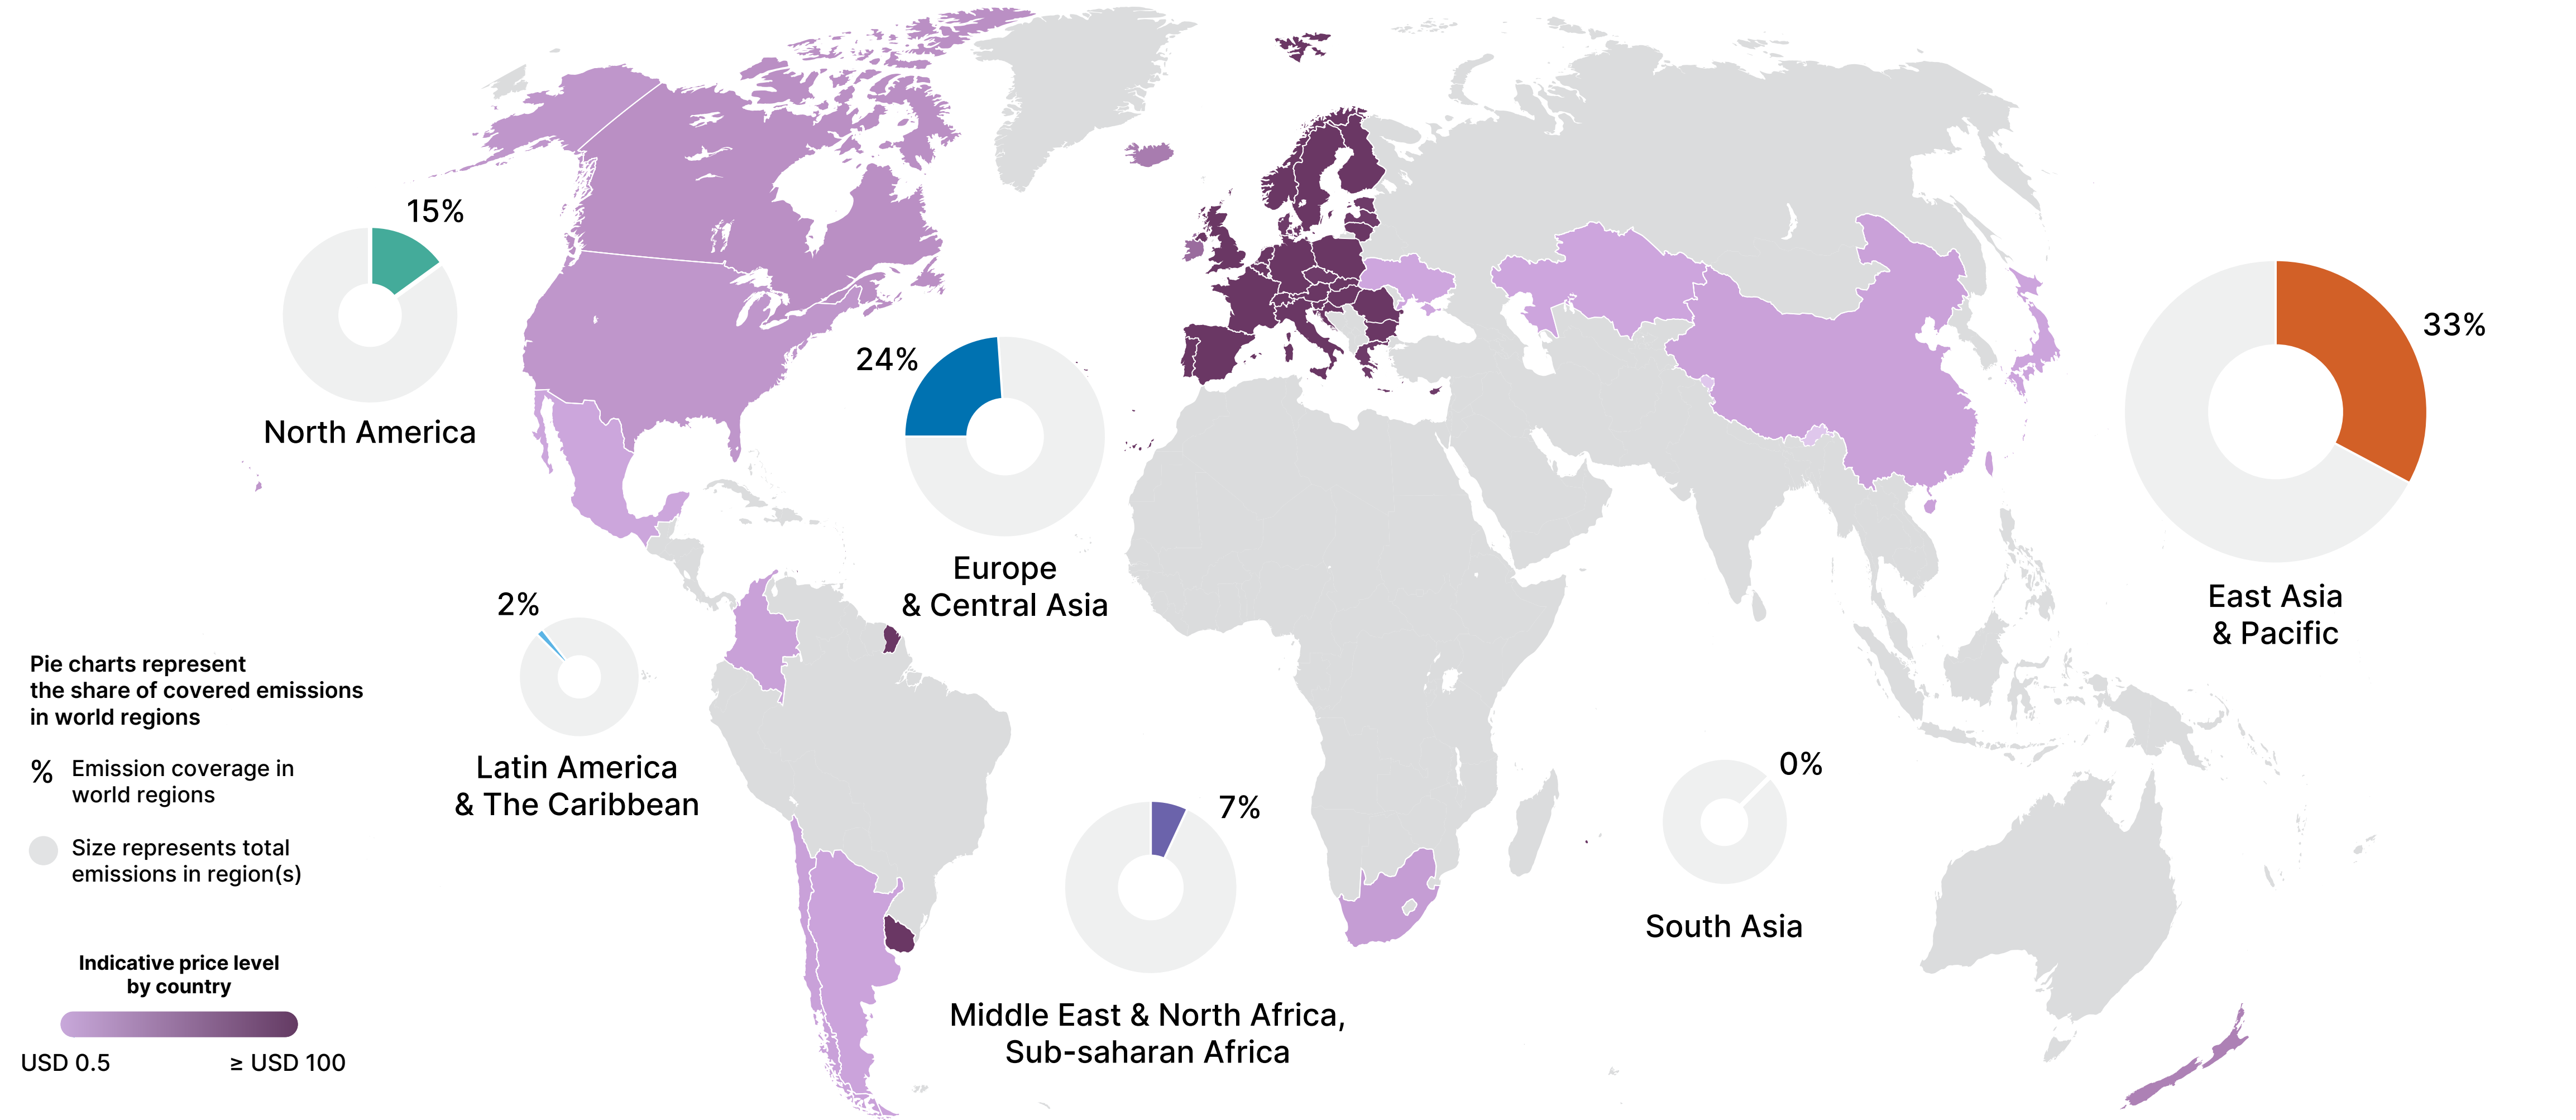 15%
North America
24%
Europe
& Central Asia
33%
East Asia
& Pacific
2%
Latin America
& The Caribbean
7%
Middle East & North Africa,
Sub-saharan Africa
0%
South Asia
Pie charts represent
the share of covered emissions
in world regions
% Emission coverage in
world regions
Size represents total
emissions in region(s)
Indicative price level
by country
USD 0.5 ≥ USD 100